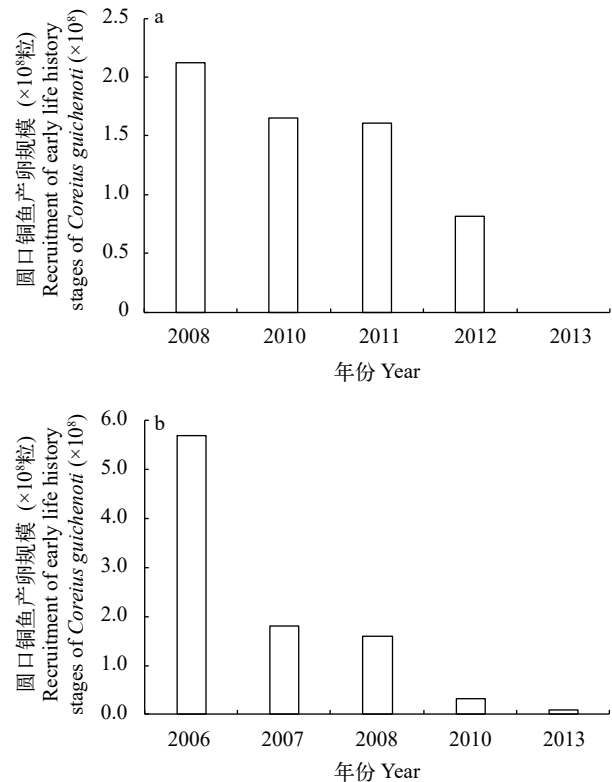 a
圆口铜鱼产卵规模 (×10⁸粒)
Recruitment of early life history
stages of Coreius guichenoti (×10⁸)
2.5
2.0
1.5
1.0
0.5
0
2008 2010 2011 2012 2013
年份 Year
b
圆口铜鱼产卵规模 (×10⁸粒)
Recruitment of early life history
stages of Coreius guichenoti (×10⁸)
6.0
5.0
4.0
3.0
2.0
1.0
0.0
2006 2007 2008 2010 2013
年份 Year